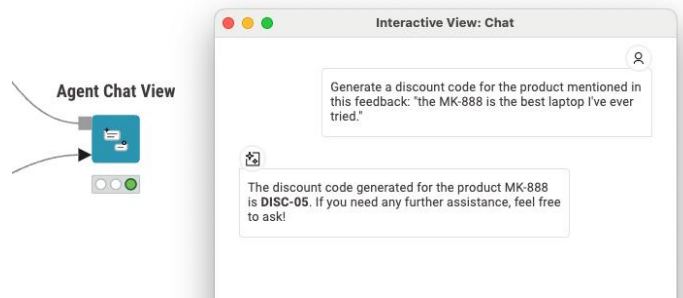 Interactive View: Chat
Agent Chat View
Generate a discount code for the product mentioned in
this feedback: "the MK-888 is the best laptop I've ever
tried."
The discount code generated for the product MK-888
is DISC-05. If you need any further assistance, feel free
to ask!